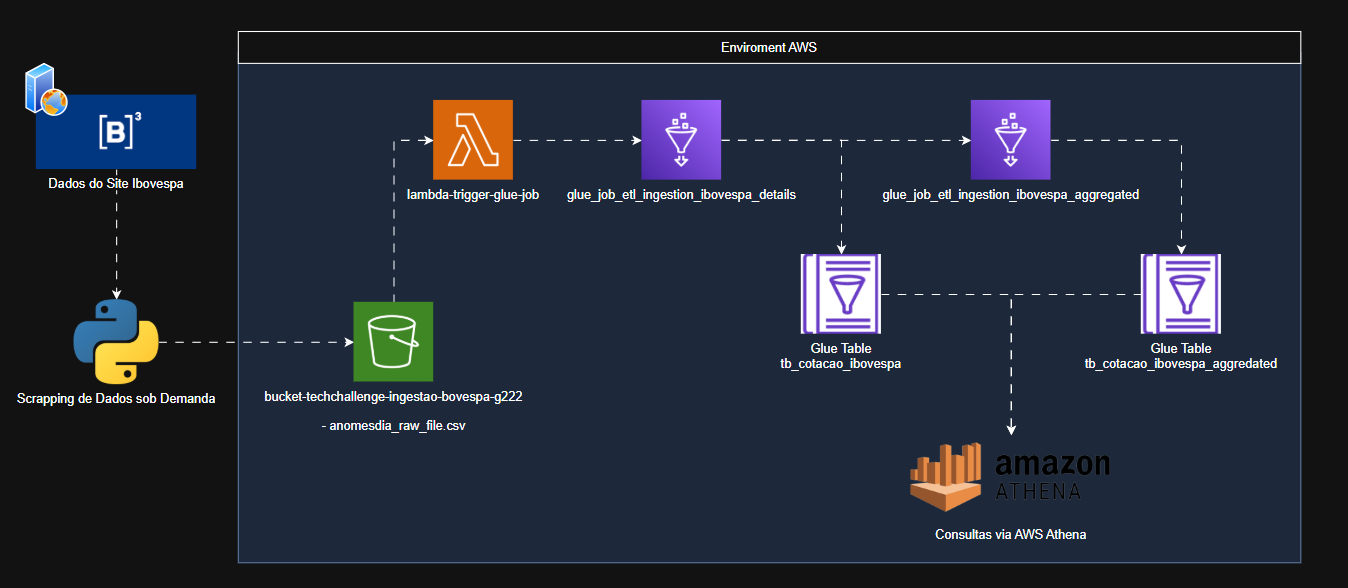 Enviroment AWS
[B]³
Dados do Site Ibovespa
lambda-trigger-glue-job
glue_job_etl_ingestion_ibovespa_details
glue_job_etl_ingestion_ibovespa_aggregated
Scrapping de Dados sob Demanda
bucket-techchallenge-ingestao-bovespa-g222
- anomesdia_raw_file.csv
Glue Table
tb_cotacao_ibovespa
Glue Table
tb_cotacao_ibovespa_aggredated
amazon
ATHENA
Consultas via AWS Athena